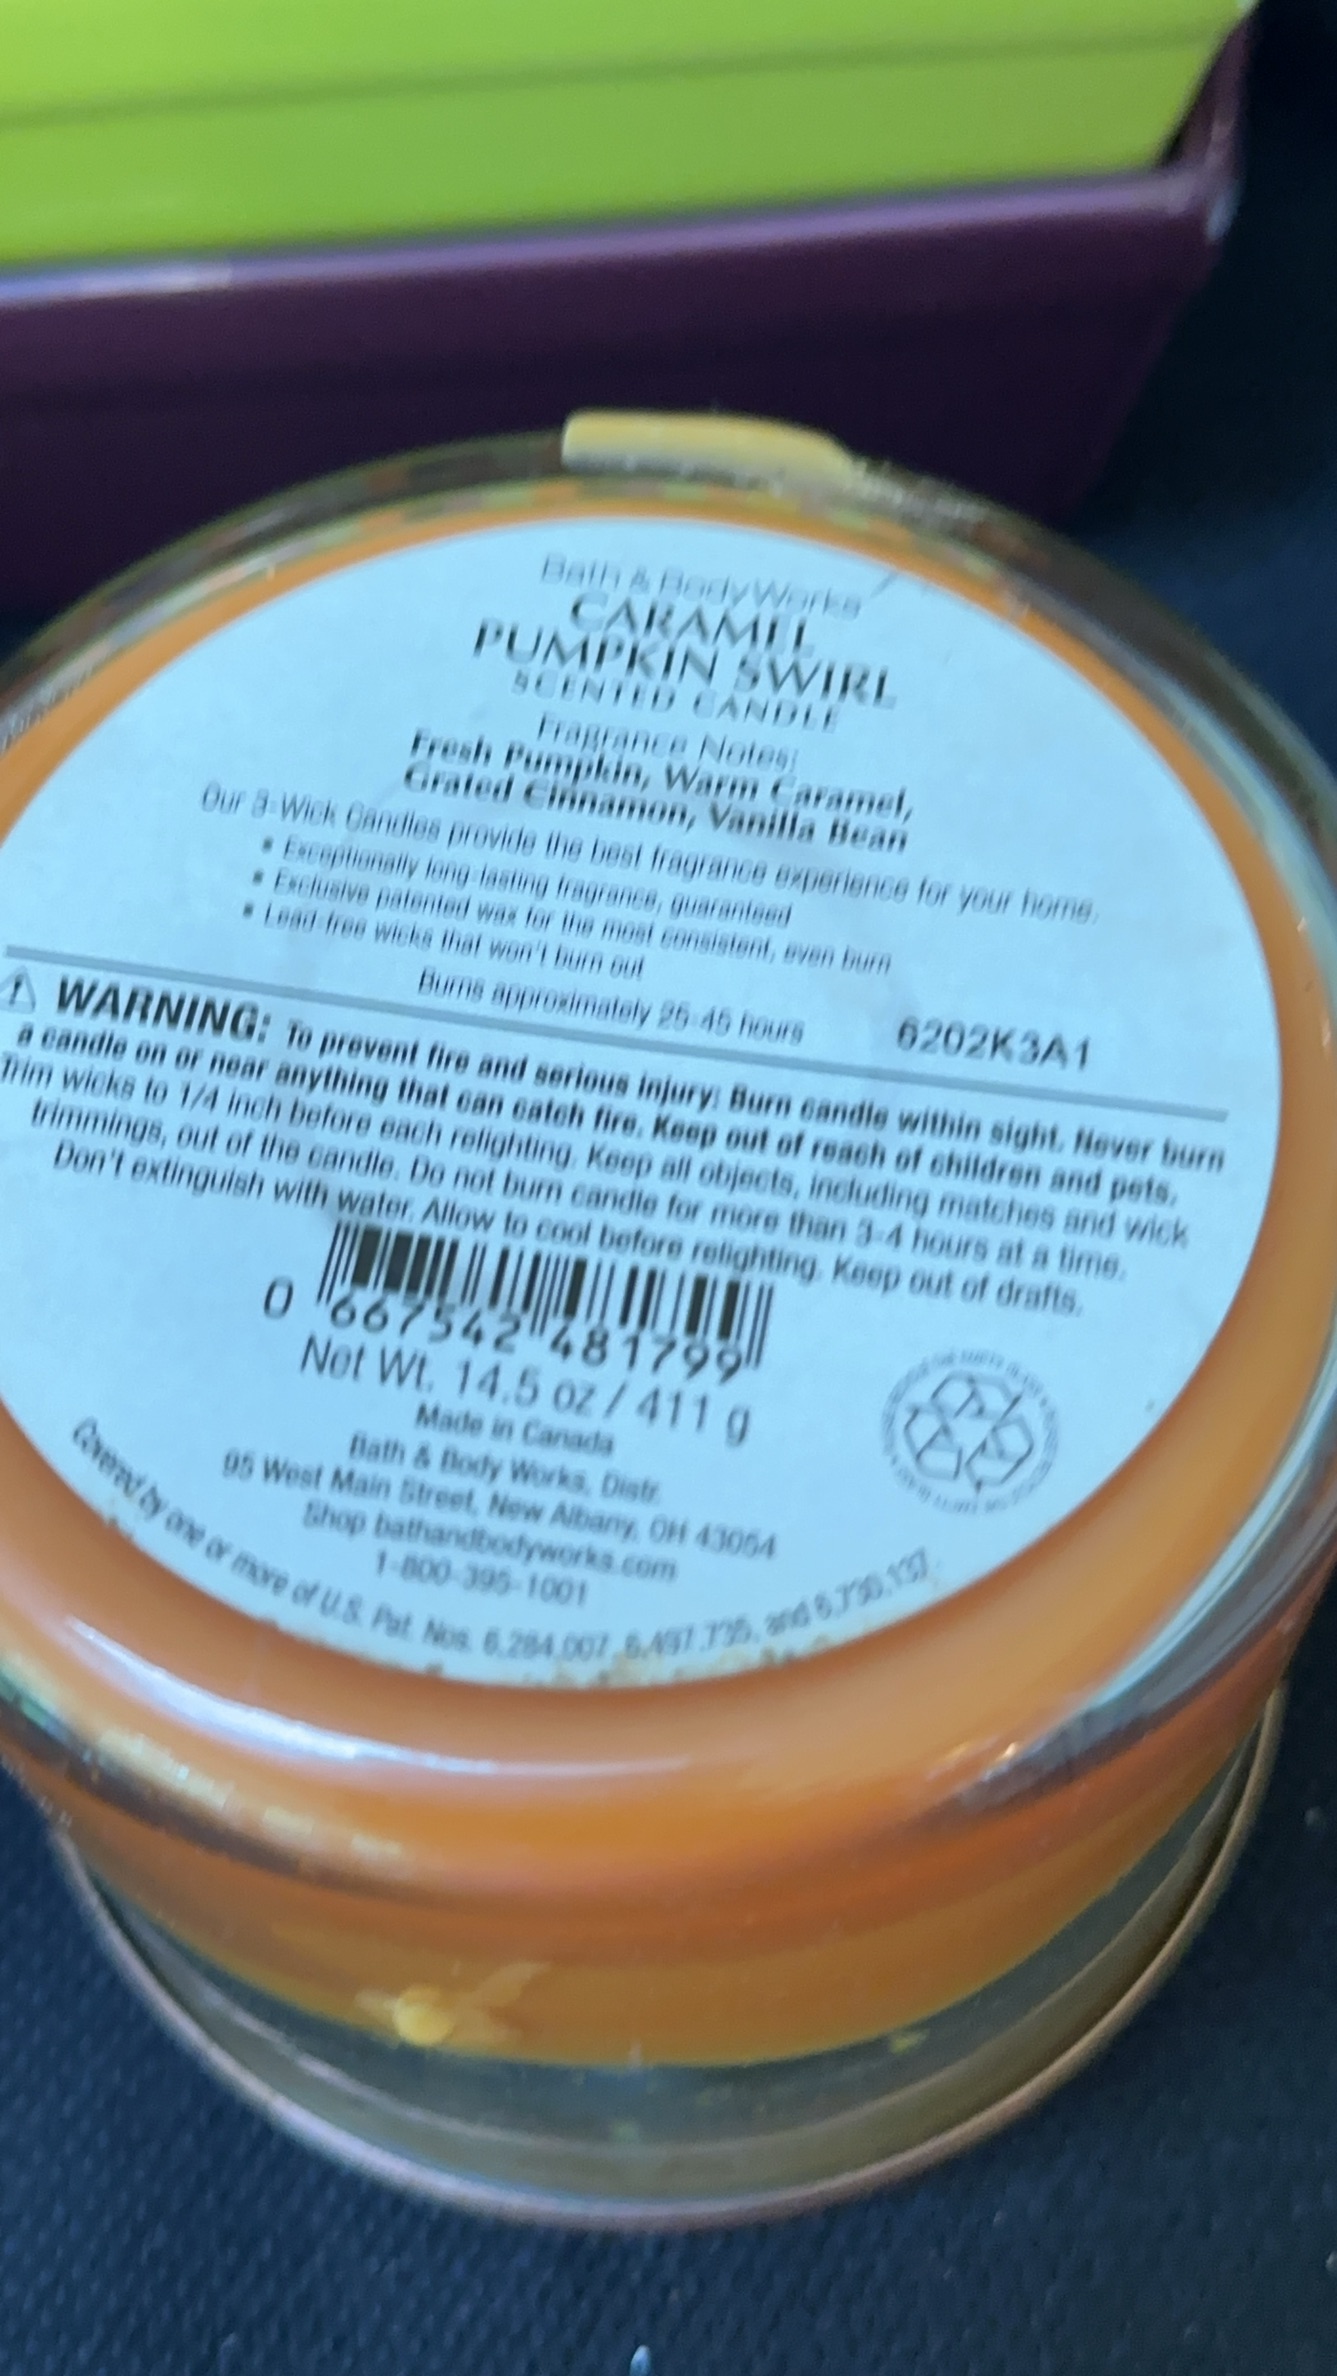 Bath & Body Works
CARAMEL
PUMPKIN SWIRL
SCENTED CANDLE
Fragrance Notes:
Fresh Pumpkin, Warm Caramel,
Grated Cinnamon, Vanilla Bean
Our 3-Wick Candles provide the best fragrance experience for your home.
• Exceptionally long-lasting fragrance, guaranteed
• Exclusive patented wax for the most consistent, even burn
• Lead-free wicks that won't burn out
Burns approximately 25-45 hours
6202K3A1
⚠ WARNING: To prevent fire and serious injury: Burn candle within sight. Never burn
a candle on or near anything that can catch fire. Keep out of reach of children and pets.
Trim wicks to 1/4 inch before each relighting. Keep all objects, including matches and wick
trimmings, out of the candle. Do not burn candle for more than 3-4 hours at a time.
Don't extinguish with water. Allow to cool before relighting. Keep out of drafts.
0 667542 481799
Net Wt. 14.5 oz / 411 g
Made in Canada
Bath & Body Works, Distr.
95 West Main Street, New Albany, OH 43054
Shop bathandbodyworks.com
1-800-395-1001
Covered by one or more of U.S. Pat. Nos. 6,284,007, 6,497,735, and 6,730,137